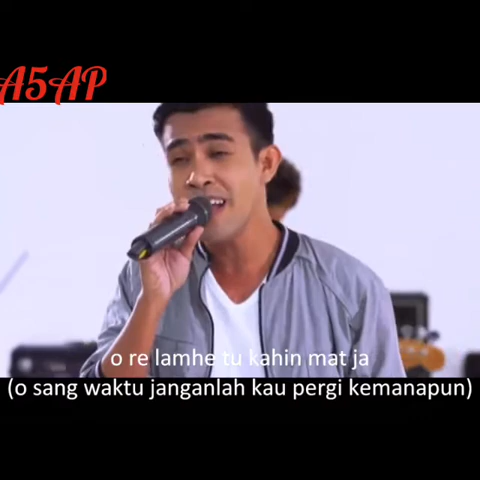 A5AP
o re lamhe tu kahin mat ja
(o sang waktu janganlah kau pergi kemanapun)